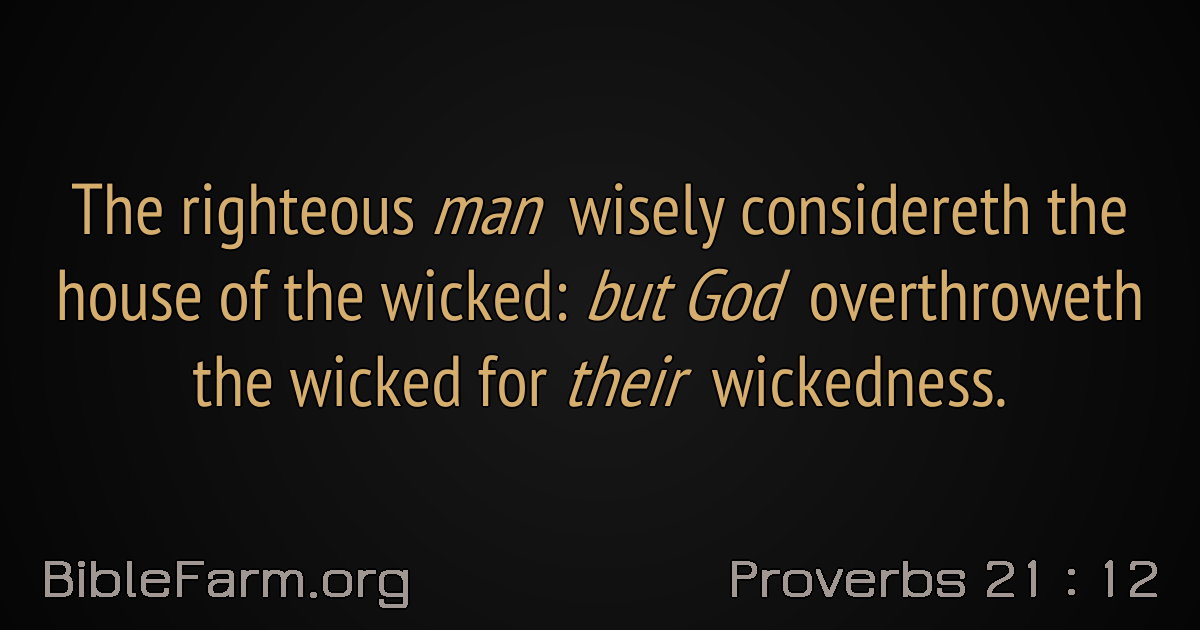 The righteous man wisely considereth the
house of the wicked: but God overthroweth
the wicked for their wickedness.
BibleFarm.org
Proverbs 21 : 12